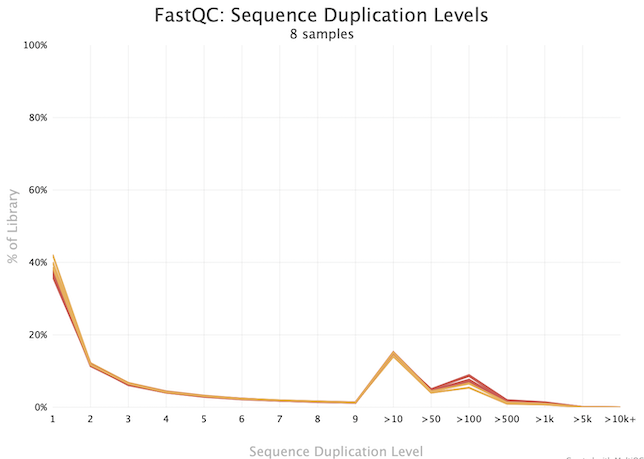 FastQC: Sequence Duplication Levels
8 samples
% of Library
100%
80%
60%
40%
20%
0%
1 2 3 4 5 6 7 8 9 >10 >50 >100 >500 >1k >5k >10k+
Sequence Duplication Level